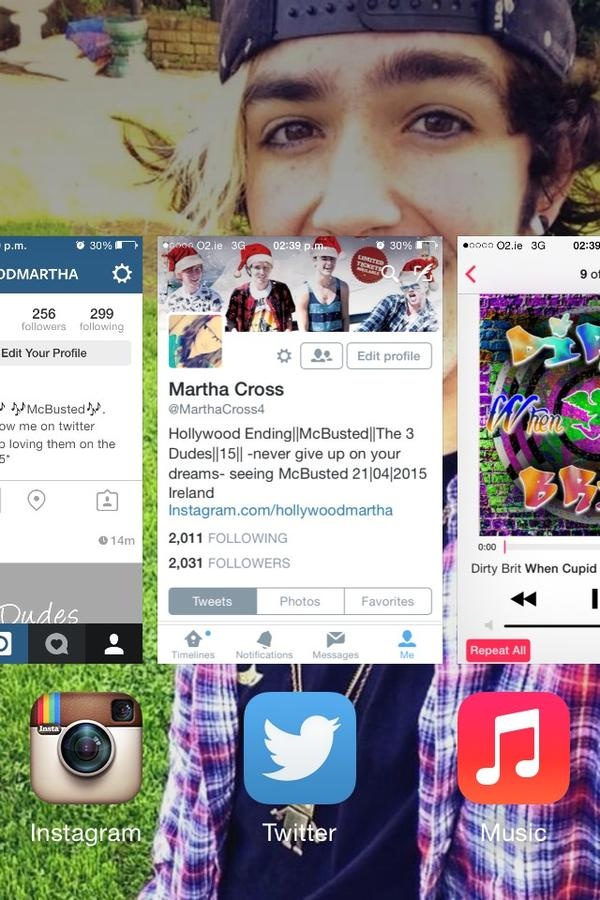 p.m.
30%
ODMARTHA
256
followers
299
following
Edit Your Profile
McBusted
ow me on twitter
o loving them on the
5*
14m
Dudes
O2.ie 3G
02:39 p.m.
30%
LIMITED
TICKETS
AVAILABLE
Edit profile
Martha Cross
@MarthaCross4
Hollywood Ending||McBusted||The 3
Dudes||15|| -never give up on your
dreams- seeing McBusted 21|04|2015
Ireland
Instagram.com/hollywoodmartha
2,011 FOLLOWING
2,031 FOLLOWERS
Tweets
Photos
Favorites
Timelines
Notifications
Messages
Me
O2.ie 3G
02:39
9 of
When
BR
0:00
Dirty Brit When Cupid
Repeat All
Insta
Instagram
Twitter
Music